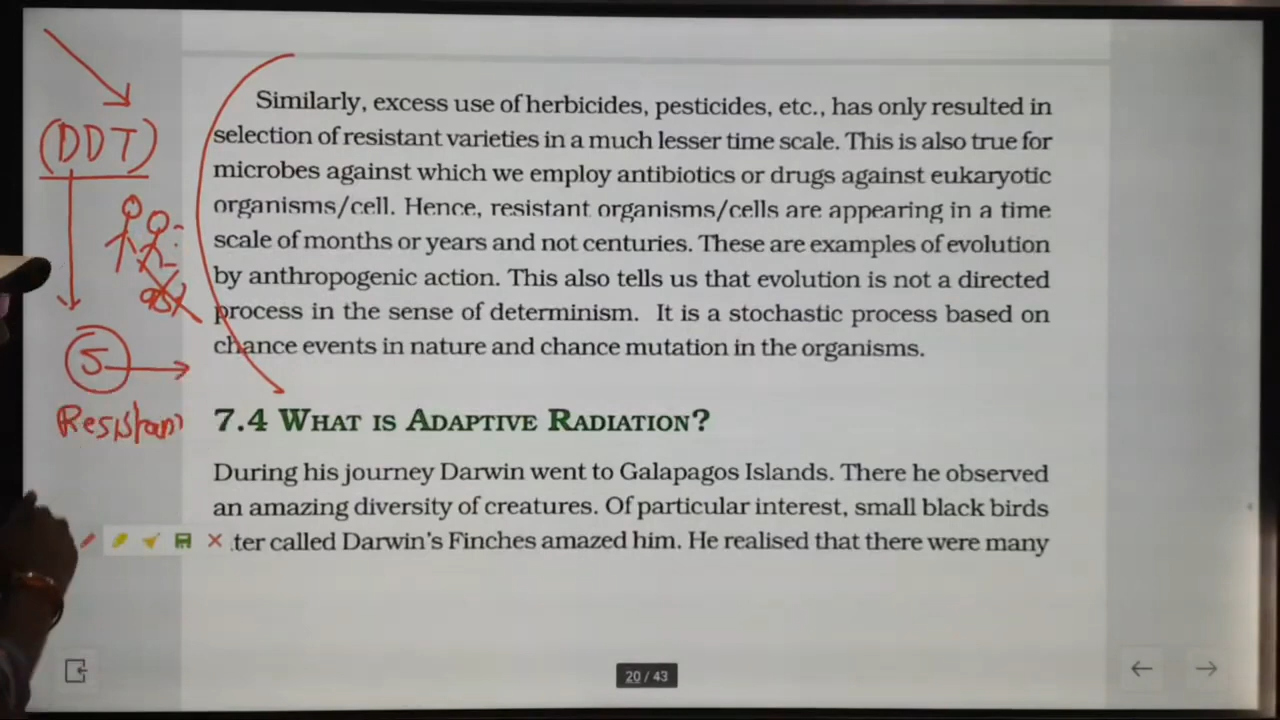 Similarly, excess use of herbicides, pesticides, etc., has only resulted in
selection of resistant varieties in a much lesser time scale. This is also true for
microbes against which we employ antibiotics or drugs against eukaryotic
organisms/cell. Hence, resistant organisms/cells are appearing in a time
scale of months or years and not centuries. These are examples of evolution
by anthropogenic action. This also tells us that evolution is not a directed
process in the sense of determinism. It is a stochastic process based on
chance events in nature and chance mutation in the organisms.
(DDT)
5
Resistant
7.4 WHAT IS ADAPTIVE RADIATION?
During his journey Darwin went to Galapagos Islands. There he observed
an amazing diversity of creatures. Of particular interest, small black birds
ter called Darwin's Finches amazed him. He realised that there were many
20 / 43